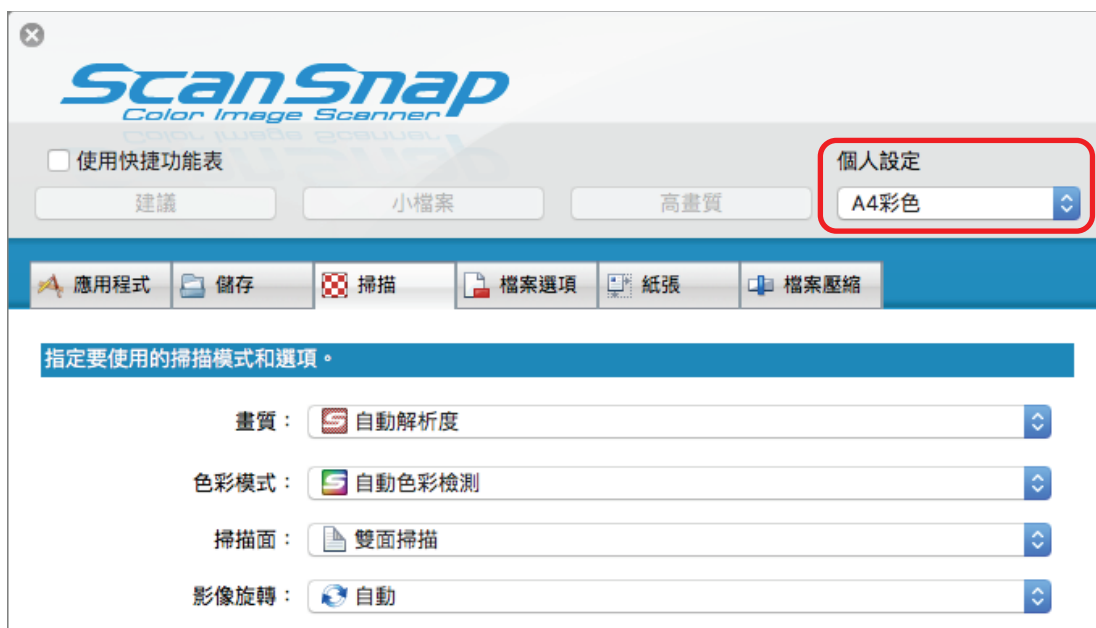 ScanSnap
Color Image Scanner
使用快捷功能表
個人設定
建議 小檔案 高畫質 A4彩色
應用程式 儲存 掃描 檔案選項 紙張 檔案壓縮
指定要使用的掃描模式和選項。
畫質： 自動解析度
色彩模式： 自動色彩檢測
掃描面： 雙面掃描
影像旋轉： 自動